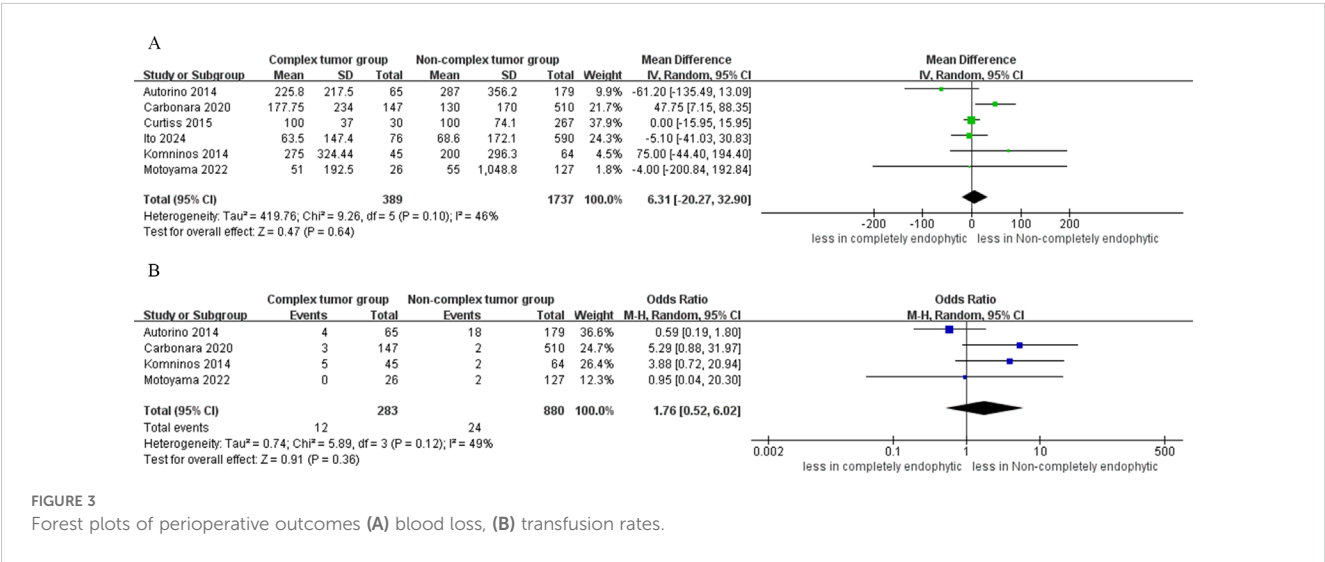 A
Complex tumor group Non-complex tumor group Mean Difference Mean Difference
Study or Subgroup Mean SD Total Mean SD Total Weight IV, Random, 95% CI IV, Random, 95% CI
Autorino 2014 225.8 217.5 65 287 356.2 179 9.9% -61.20 [-135.49, 13.09]
Carbonara 2020 177.75 234 147 130 170 510 21.7% 47.75 [7.15, 88.35]
Curtiss 2015 100 37 30 100 74.1 267 37.9% 0.00 [-15.95, 15.95]
Ito 2024 63.5 147.4 76 68.6 172.1 590 24.3% -5.10 [-41.03, 30.83]
Komninos 2014 275 324.44 45 200 296.3 64 4.5% 75.00 [-44.40, 194.40]
Motoyama 2022 51 192.5 26 55 1,048.8 127 1.8% -4.00 [-200.84, 192.84]
Total (95% CI) 389 1737 100.0% 6.31 [-20.27, 32.90]
Heterogeneity: Tau² = 419.76; Chi² = 9.26, df = 5 (P = 0.10); I² = 46%
Test for overall effect: Z = 0.47 (P = 0.64)
-200 -100 0 100 200
less in completely endophytic less in Non-completely endophytic
B
Complex tumor group Non-complex tumor group Odds Ratio Odds Ratio
Study or Subgroup Events Total Events Total Weight M-H, Random, 95% CI M-H, Random, 95% CI
Autorino 2014 4 65 18 179 36.6% 0.59 [0.19, 1.80]
Carbonara 2020 3 147 2 510 24.7% 5.29 [0.88, 31.97]
Komninos 2014 5 45 2 64 26.4% 3.88 [0.72, 20.94]
Motoyama 2022 0 26 2 127 12.3% 0.95 [0.04, 20.30]
Total (95% CI) 283 880 100.0% 1.76 [0.52, 6.02]
Total events 12 24
Heterogeneity: Tau² = 0.74; Chi² = 5.89, df = 3 (P = 0.12); I² = 49%
Test for overall effect: Z = 0.91 (P = 0.36)
0.002 0.1 1 10 500
less in completely endophytic less in Non-completely endophytic
FIGURE 3
Forest plots of perioperative outcomes (A) blood loss, (B) transfusion rates.